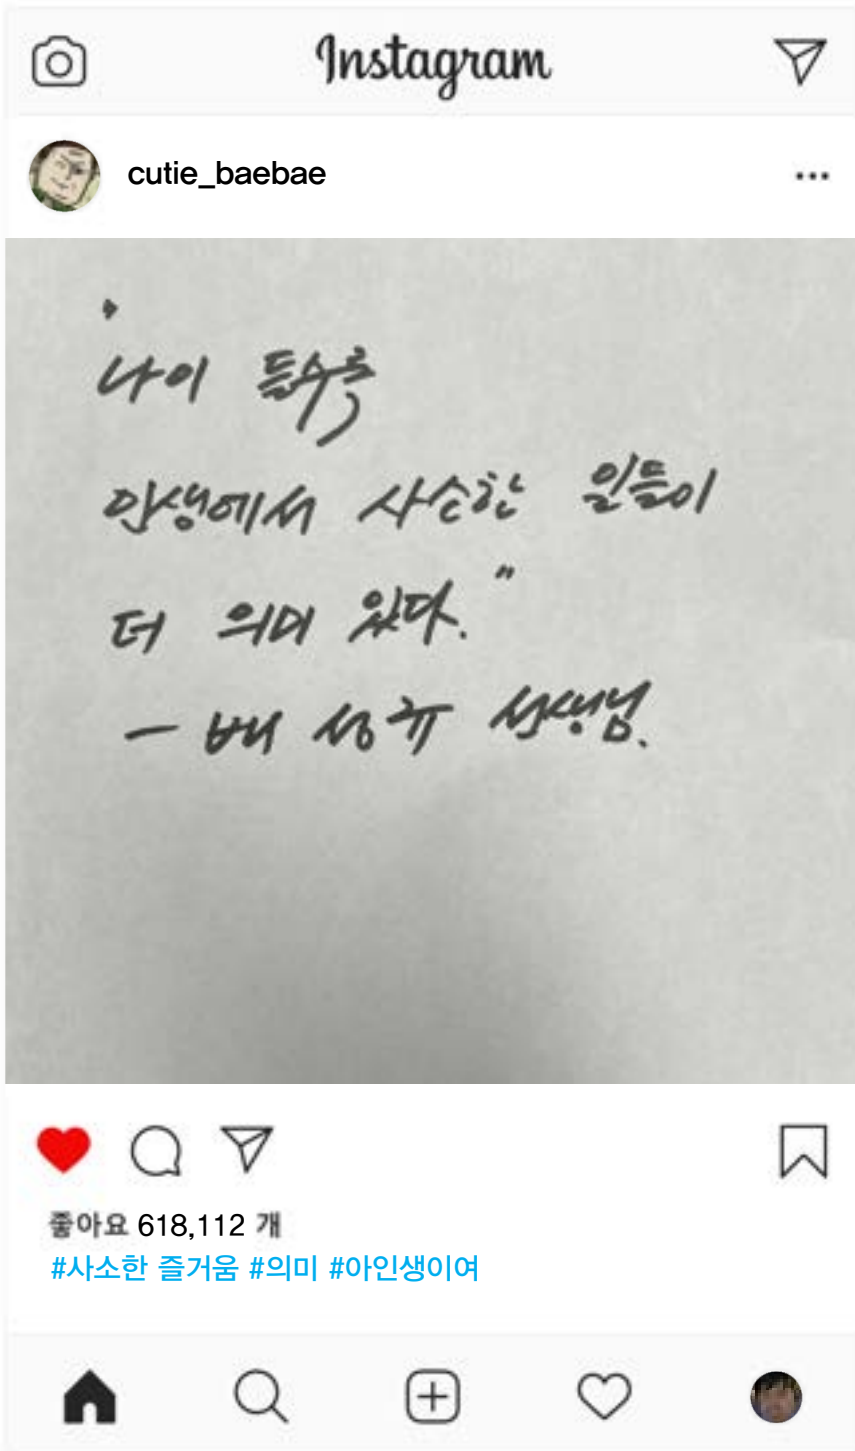 Instagram
cutie_baebae
"
나이 들수록
인생에서 사소한 일들이
더 의미 있다."
- 배성규 선생님.
좋아요 618,112 개
#사소한 즐거움 #의미 #아인생이여